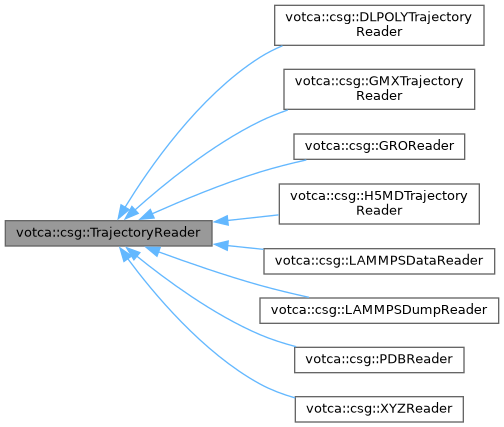 votca::csg::DLPOLYTrajectory
Reader
votca::csg::GMXTrajectory
Reader
votca::csg::GROReader
votca::csg::H5MDTrajectory
Reader
votca::csg::TrajectoryReader
votca::csg::LAMMPSDataReader
votca::csg::LAMMPSDumpReader
votca::csg::PDBReader
votca::csg::XYZReader